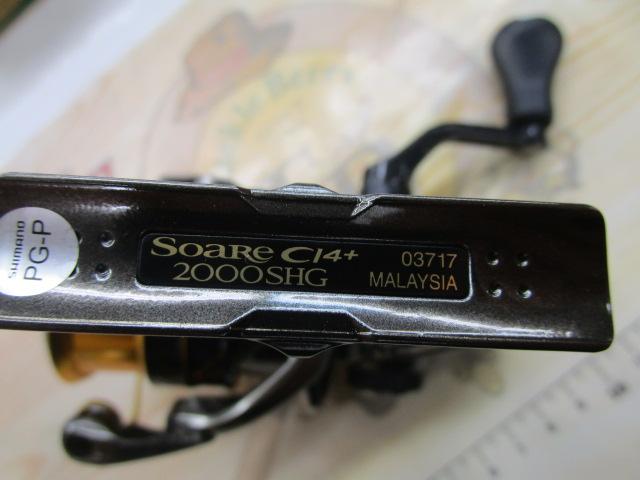 SHIMANO
PG-P
SOARE CI4+
2000SHG
03717
MALAYSIA